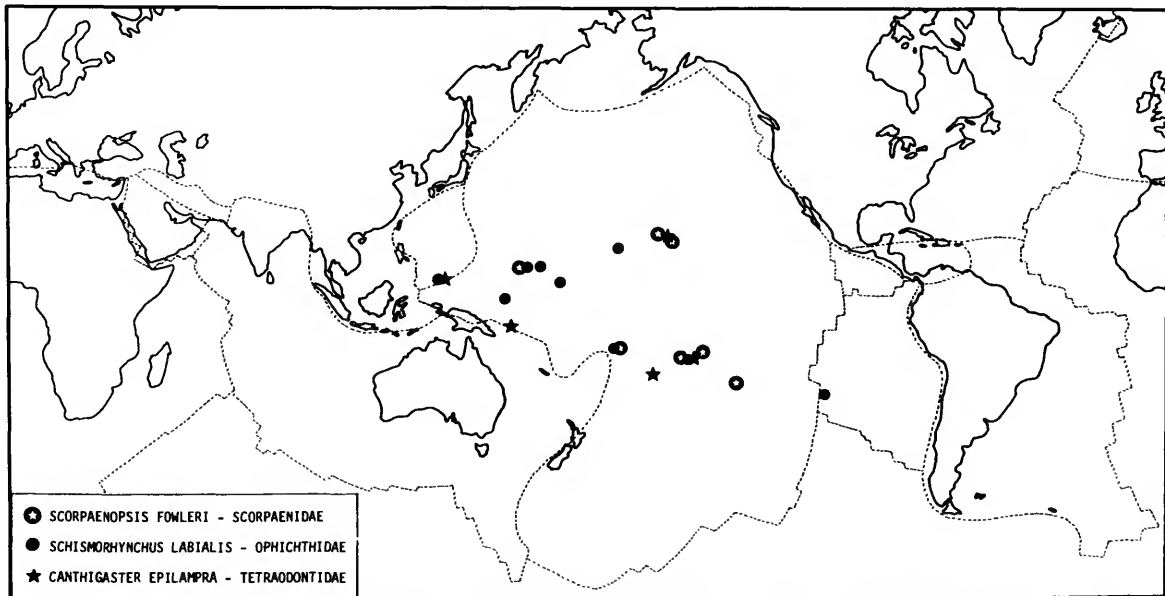 SCORPAENOPSIS FOWLERI - SCORPAENIDAE
SCHISMORHYNCHUS LABIALIS - OPHICHTHIDAE
CANTHIGASTER EPILAMPRA - TETRAODONTIDAE